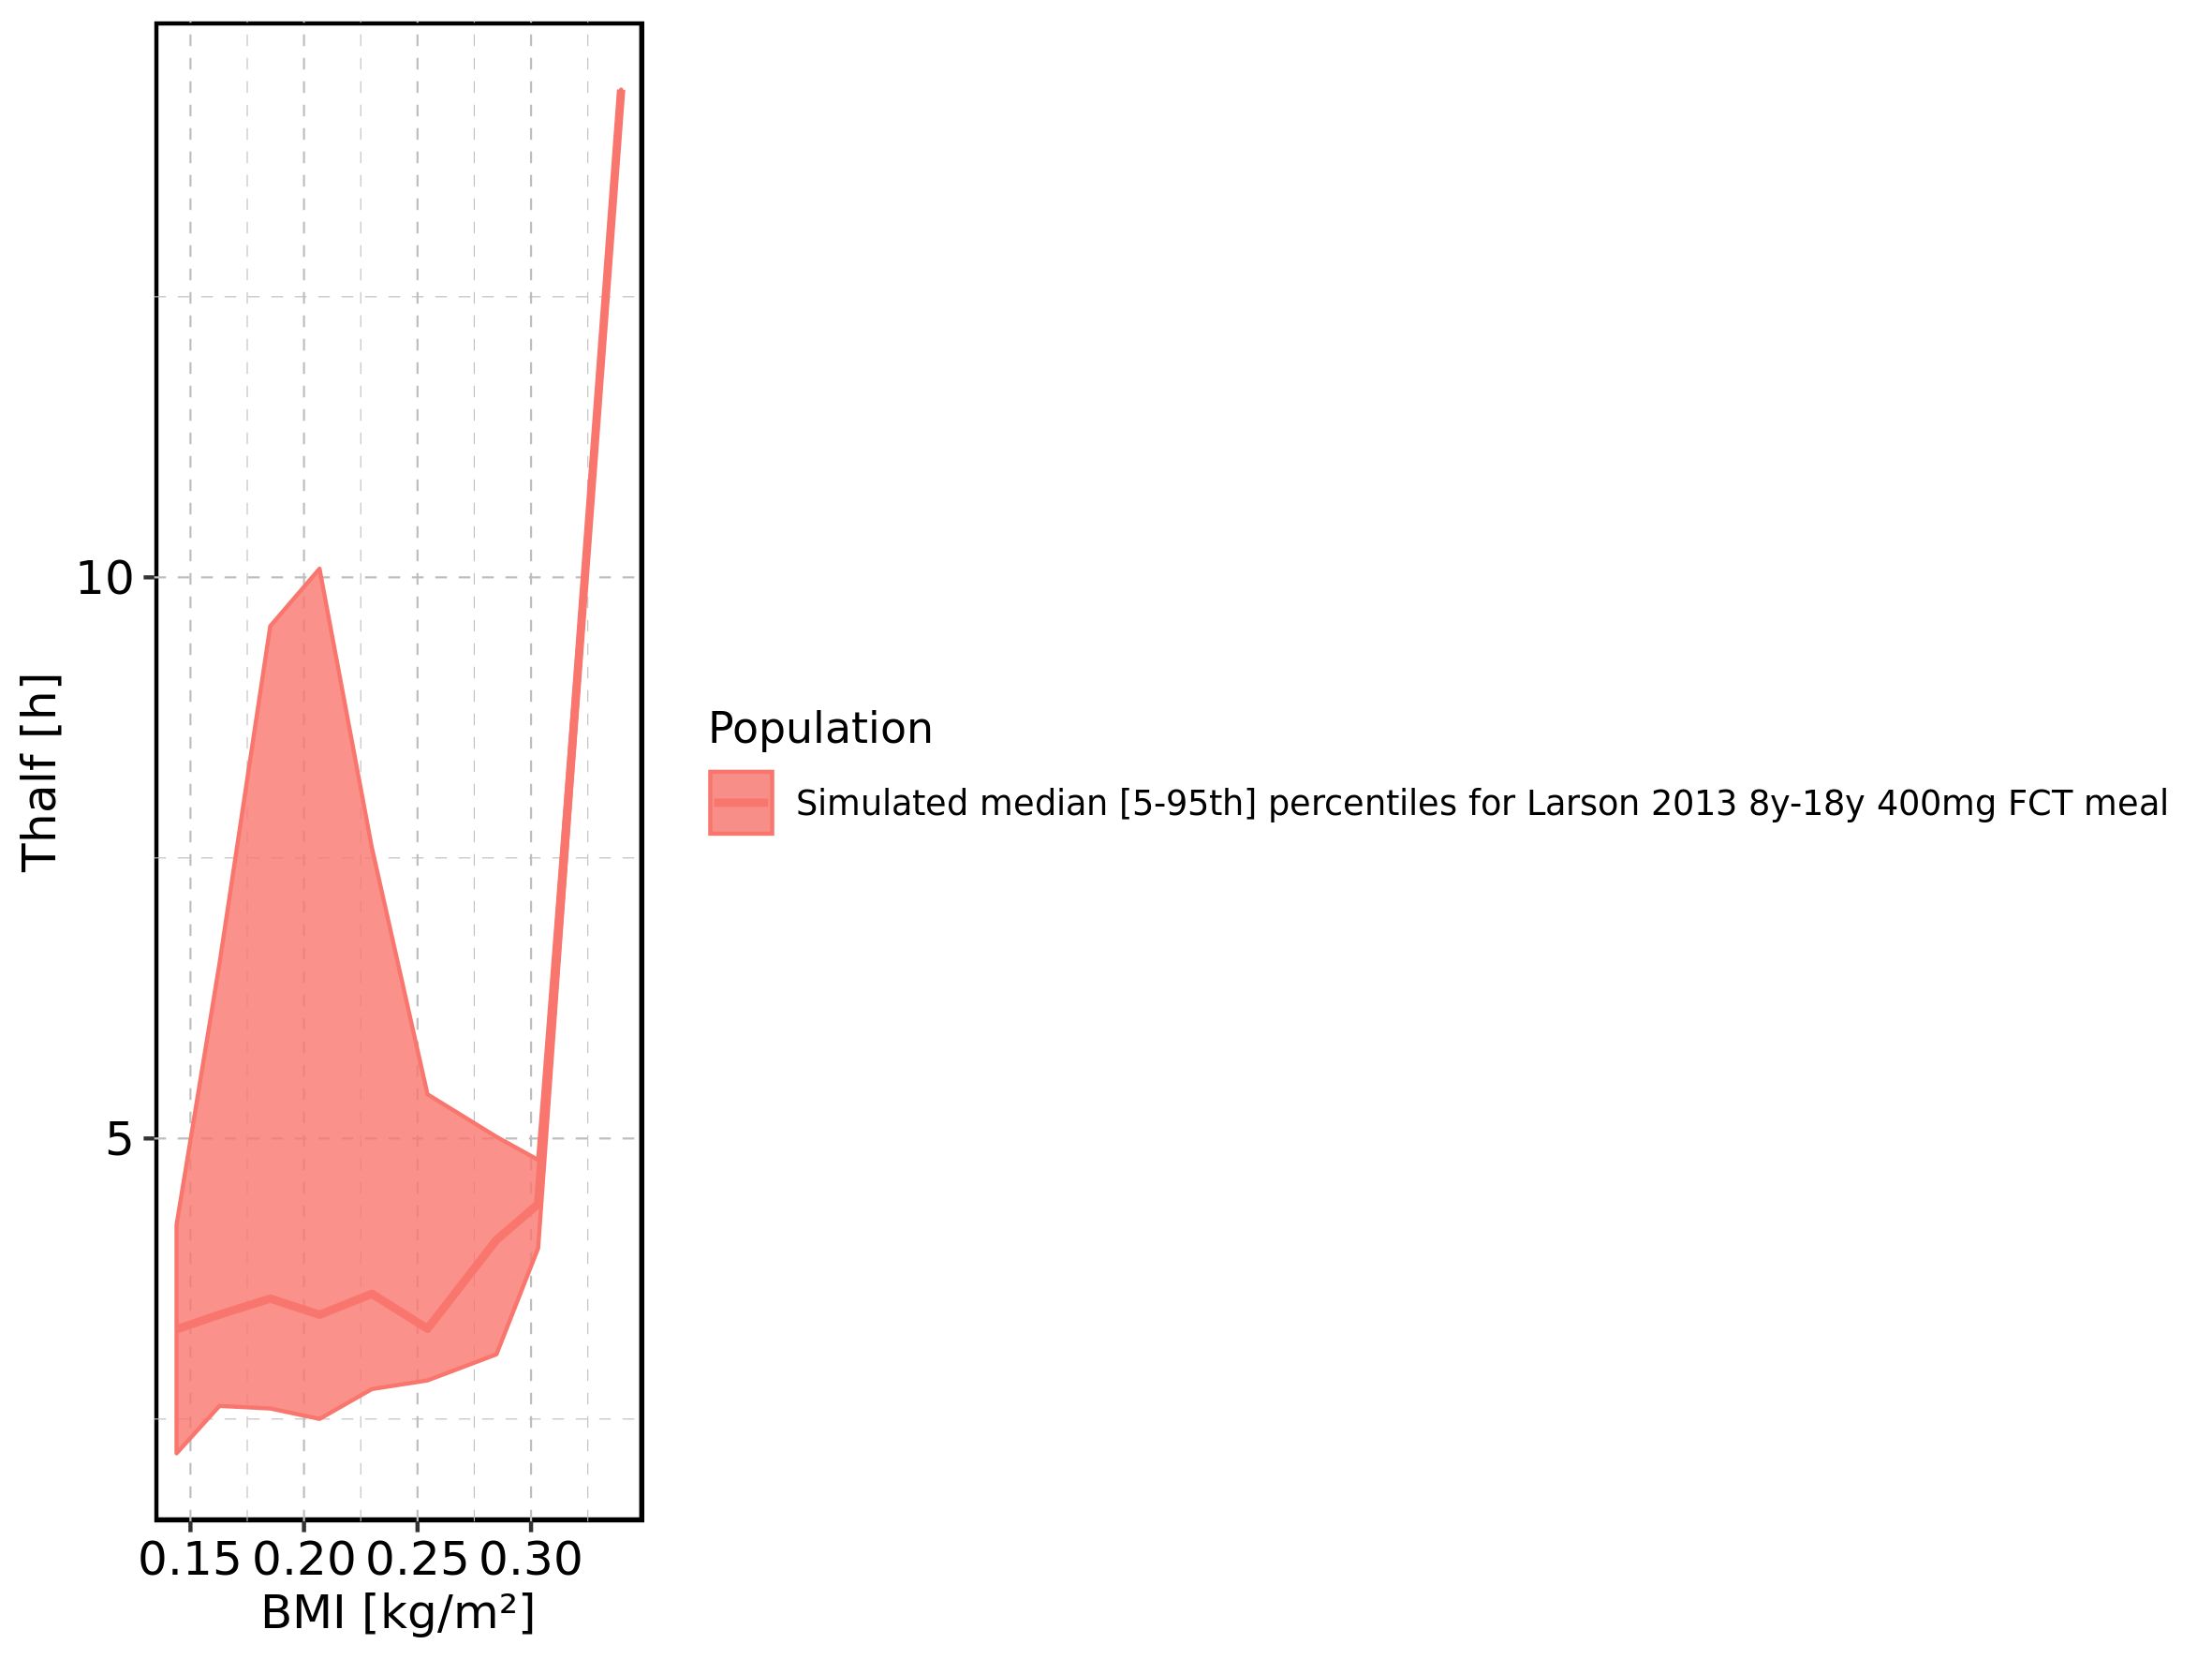 Thalf [h]
10
5
0.15 0.20 0.25 0.30
BMI [kg/m²]
Population
Simulated median [5-95th] percentiles for Larson 2013 8y-18y 400mg FCT meal